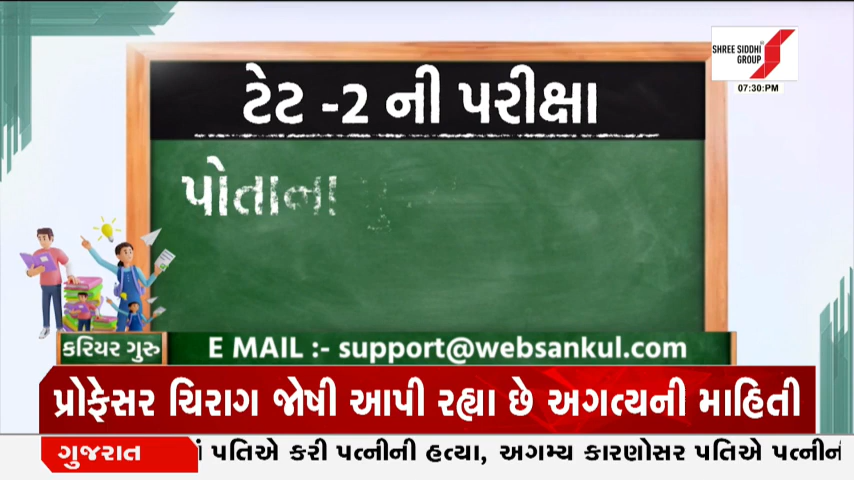 SHREE SIDDHI
GROUP
07:30:PM
ટેટ -2 ની પરીક્ષા
પોતાના
કરિયર ગુરુ
E MAIL :- support@websankul.com
પ્રોફેસર ચિરાગ જોષી આપી રહ્યા છે અગત્યની માહિતી
ગુજરાત
પતિએ કરી પત્નીની હત્યા, અગમ્ય કારણોસર પતિએ પત્નીની